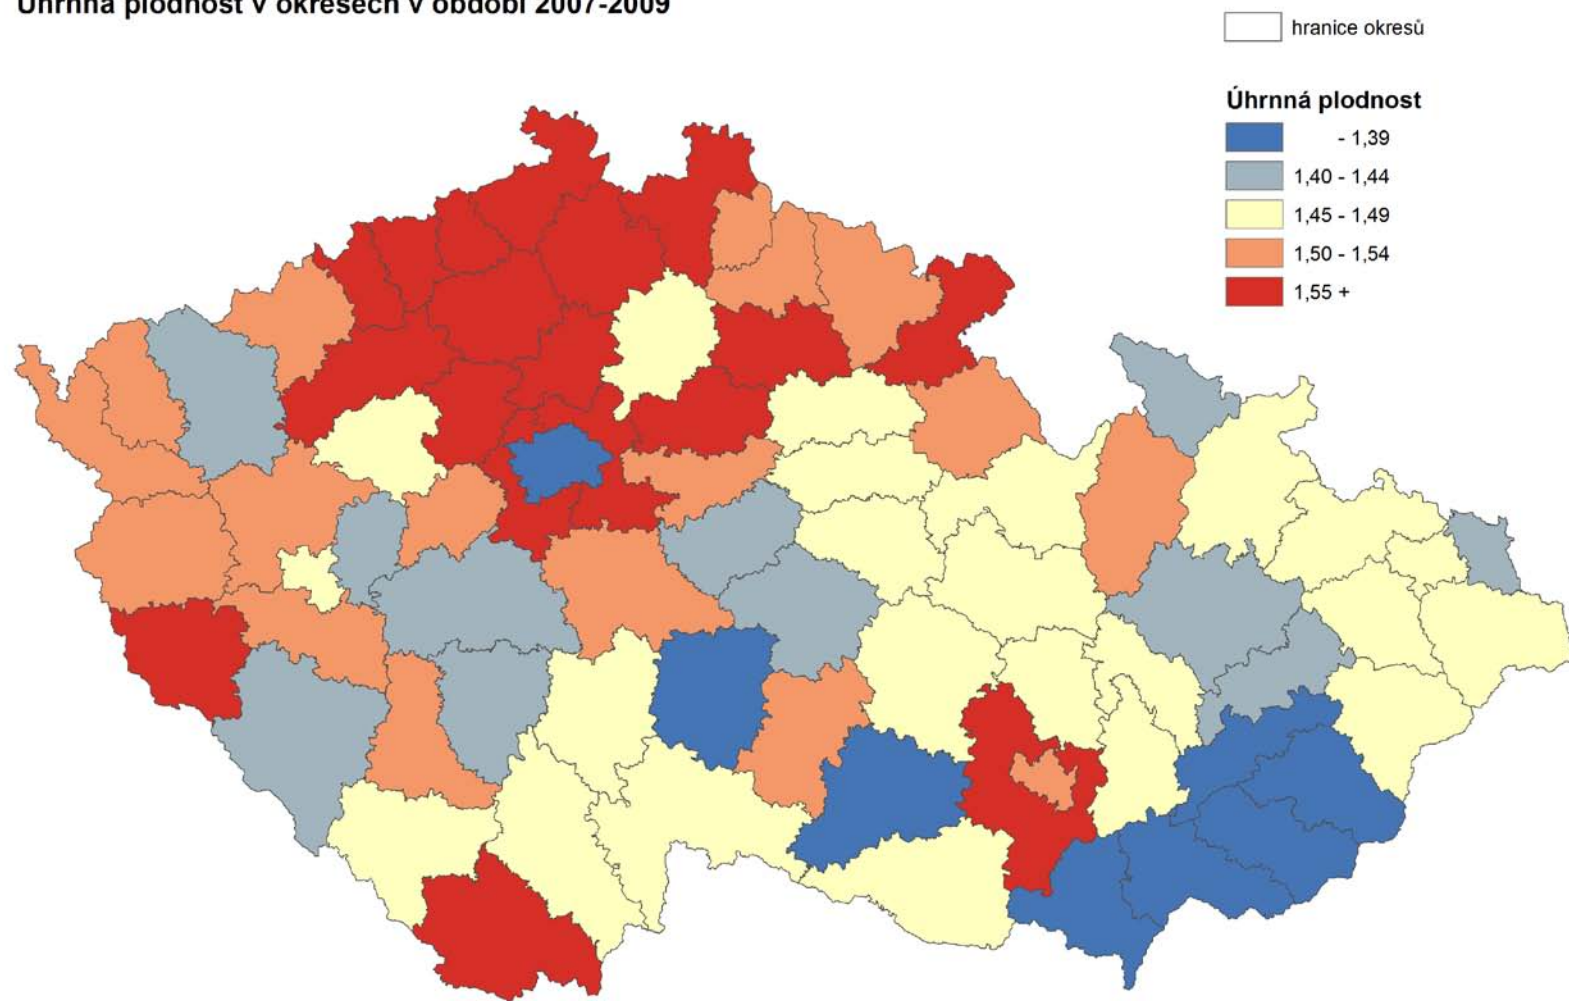 Úhrnná plodnost v okresech v období 2007-2009
hranice okresů
Úhrnná plodnost
- 1,39
1,40 - 1,44
1,45 - 1,49
1,50 - 1,54
1,55 +